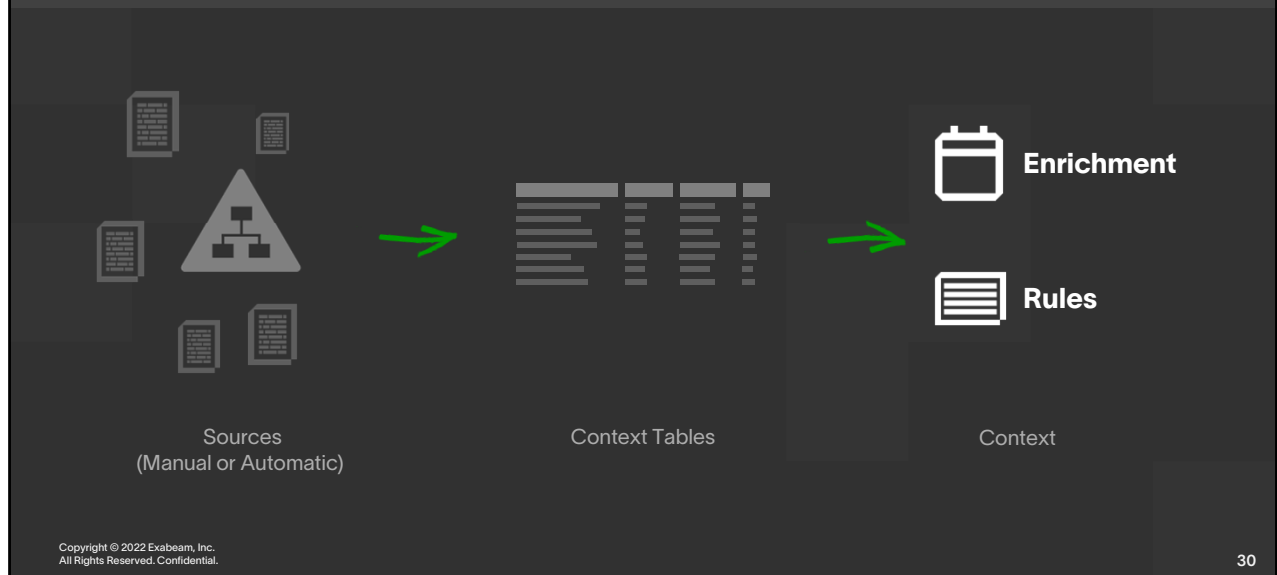 Enrichment
Rules
Sources
(Manual or Automatic)
Context Tables
Context
Copyright © 2022 Exabeam, Inc.
All Rights Reserved. Confidential.
30